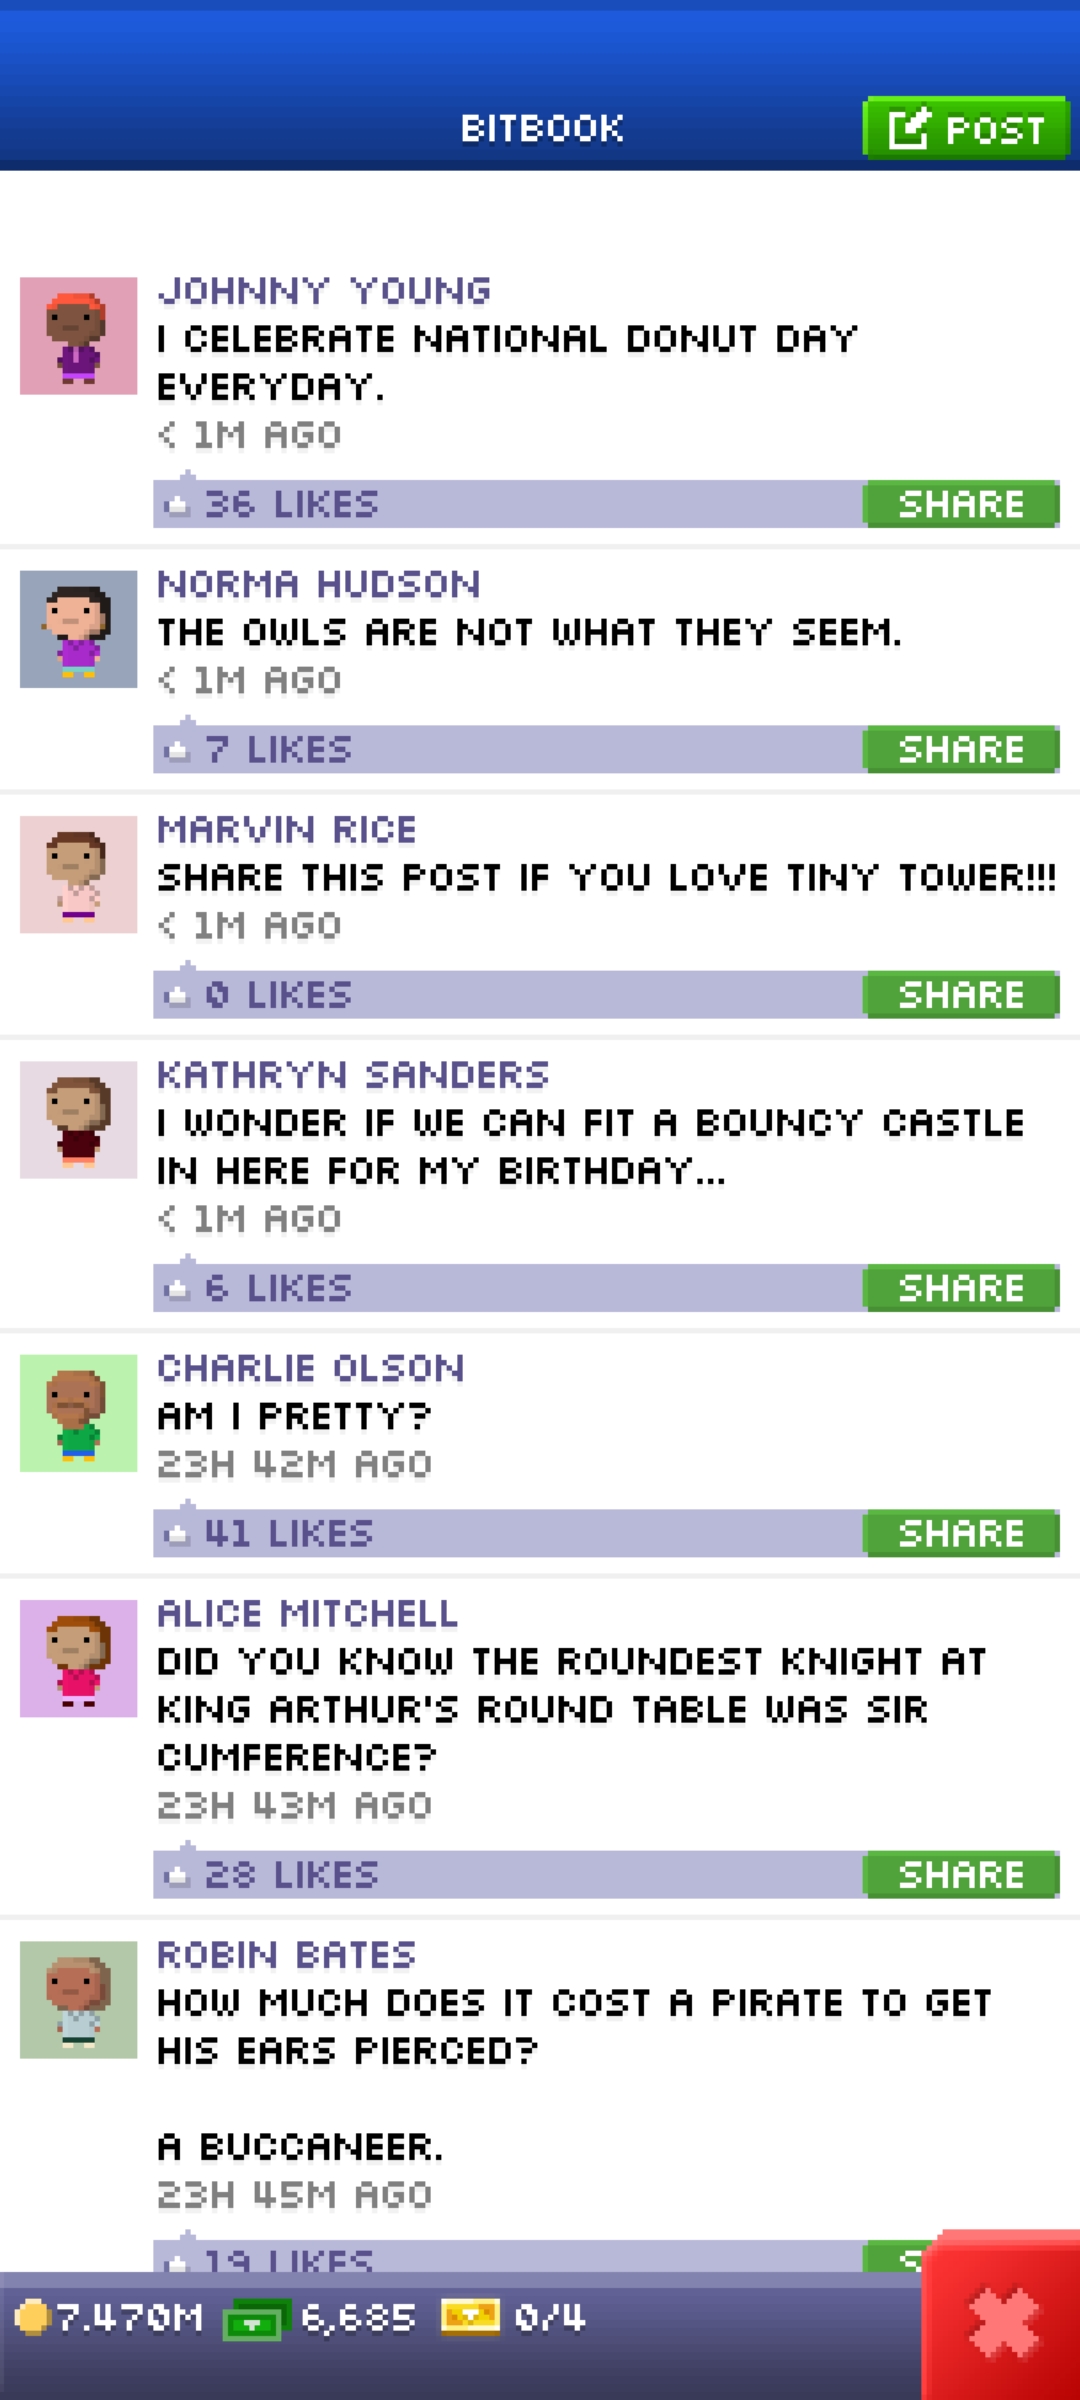 BITBOOK
POST
JOHNNY YOUNG
I CELEBRATE NATIONAL DONUT DAY
EVERYDAY.
< 1M AGO
36 LIKES
SHARE
NORMA HUDSON
THE OWLS ARE NOT WHAT THEY SEEM.
< 1M AGO
7 LIKES
SHARE
MARVIN RICE
SHARE THIS POST IF YOU LOVE TINY TOWER!!!
< 1M AGO
0 LIKES
SHARE
KATHRYN SANDERS
I WONDER IF WE CAN FIT A BOUNCY CASTLE
IN HERE FOR MY BIRTHDAY...
< 1M AGO
6 LIKES
SHARE
CHARLIE OLSON
AM I PRETTY?
23H 42M AGO
41 LIKES
SHARE
ALICE MITCHELL
DID YOU KNOW THE ROUNDEST KNIGHT AT
KING ARTHUR'S ROUND TABLE WAS SIR
CUMFERENCE?
23H 43M AGO
28 LIKES
SHARE
ROBIN BATES
HOW MUCH DOES IT COST A PIRATE TO GET
HIS EARS PIERCED?
A BUCCANEER.
23H 45M AGO
19 LIKES
7.470M 6,685 0/4